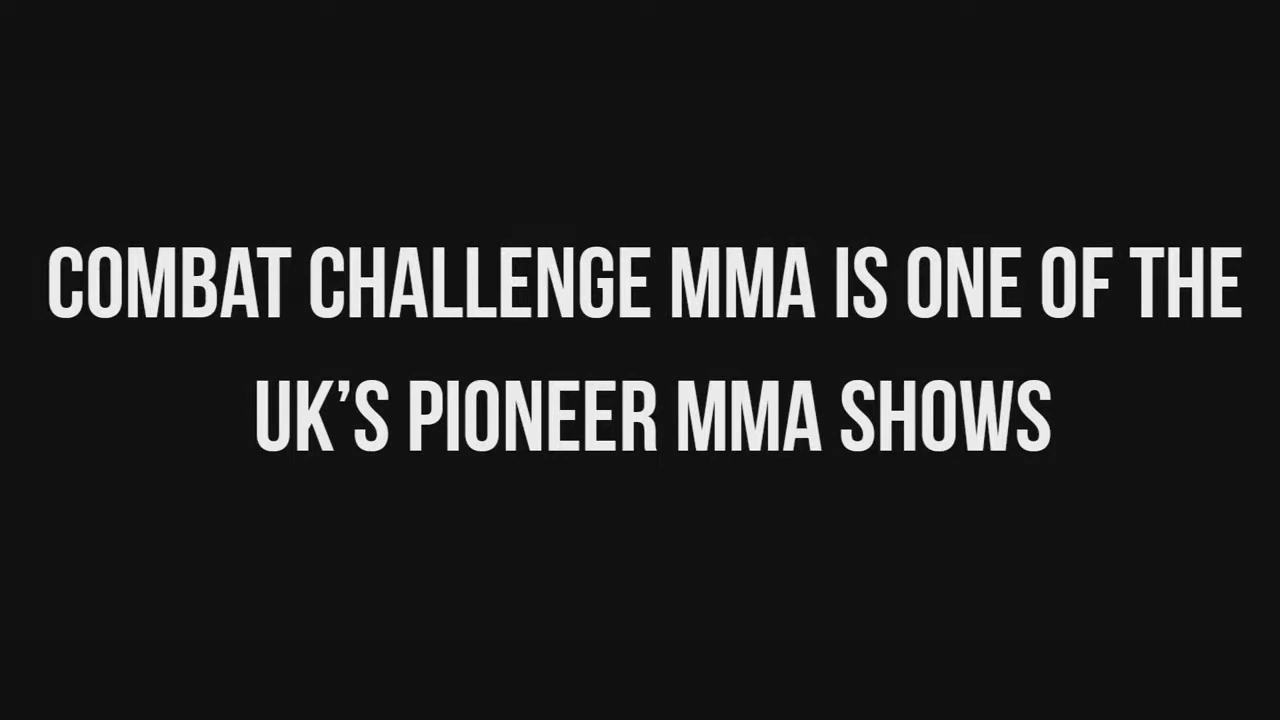 COMBAT CHALLENGE MMA IS ONE OF THE
UK’S PIONEER MMA SHOWS